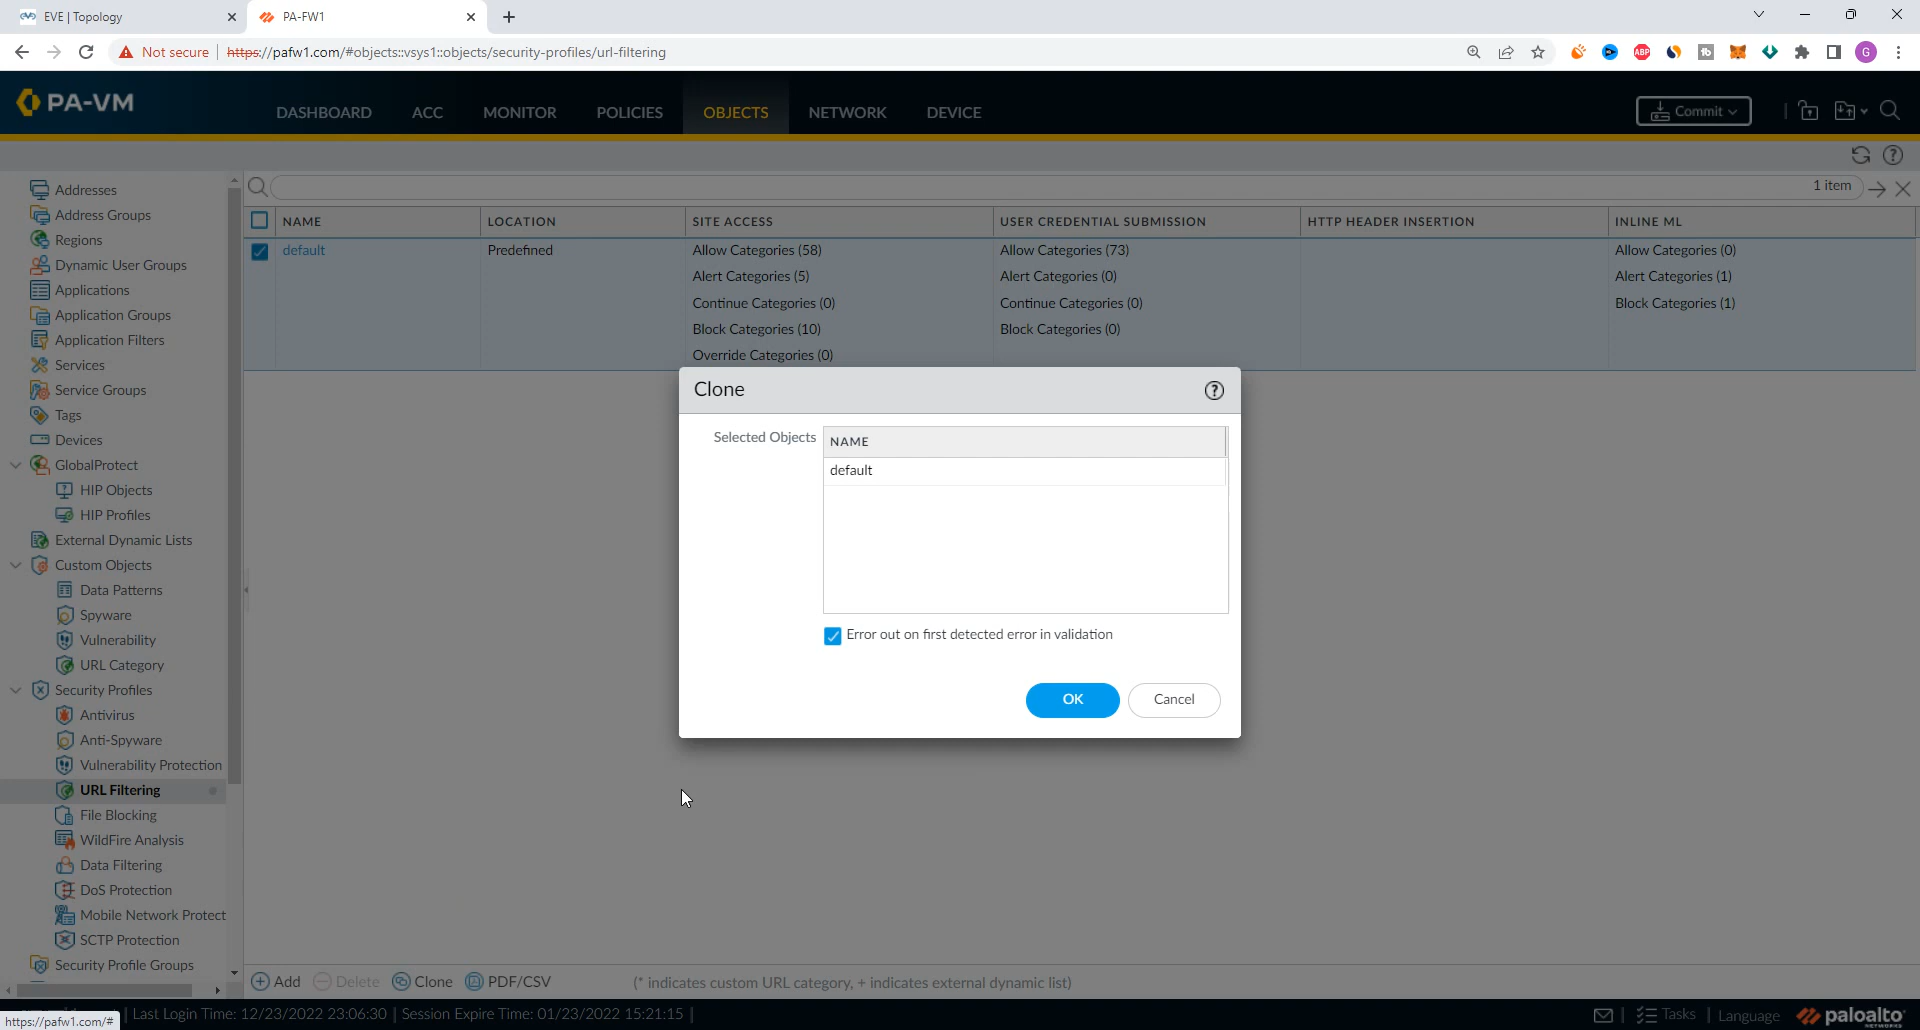 EVE | Topology
PA-FW1
Not secure
https://pafw1.com/#objects::vsys1::objects/security-profiles/url-filtering
ABP
G
PA-VM
DASHBOARD
ACC
MONITOR
POLICIES
OBJECTS
NETWORK
DEVICE
Commit
1 item
Addresses
Address Groups
Regions
Dynamic User Groups
Applications
Application Groups
Application Filters
Services
Service Groups
Tags
Devices
GlobalProtect
HIP Objects
HIP Profiles
External Dynamic Lists
Custom Objects
Data Patterns
Spyware
Vulnerability
URL Category
Security Profiles
Antivirus
Anti-Spyware
Vulnerability Protection
URL Filtering
File Blocking
WildFire Analysis
Data Filtering
DoS Protection
Mobile Network Protect
SCTP Protection
Security Profile Groups
NAME LOCATION SITE ACCESS USER CREDENTIAL SUBMISSION HTTP HEADER INSERTION INLINE ML
default Predefined Allow Categories (58) Allow Categories (73) Allow Categories (0)
Alert Categories (5) Alert Categories (0) Alert Categories (1)
Continue Categories (0) Continue Categories (0) Block Categories (1)
Block Categories (10) Block Categories (0)
Override Categories (0)
Clone
Selected Objects
NAME
default
Error out on first detected error in validation
OK
Cancel
Add
Delete
Clone
PDF/CSV
(* indicates custom URL category, + indicates external dynamic list)
https://pafw1.com/#
Last Login Time: 12/23/2022 23:06:30 | Session Expire Time: 01/23/2022 15:21:15 |
Tasks | Language
paloalto
NETWORKS